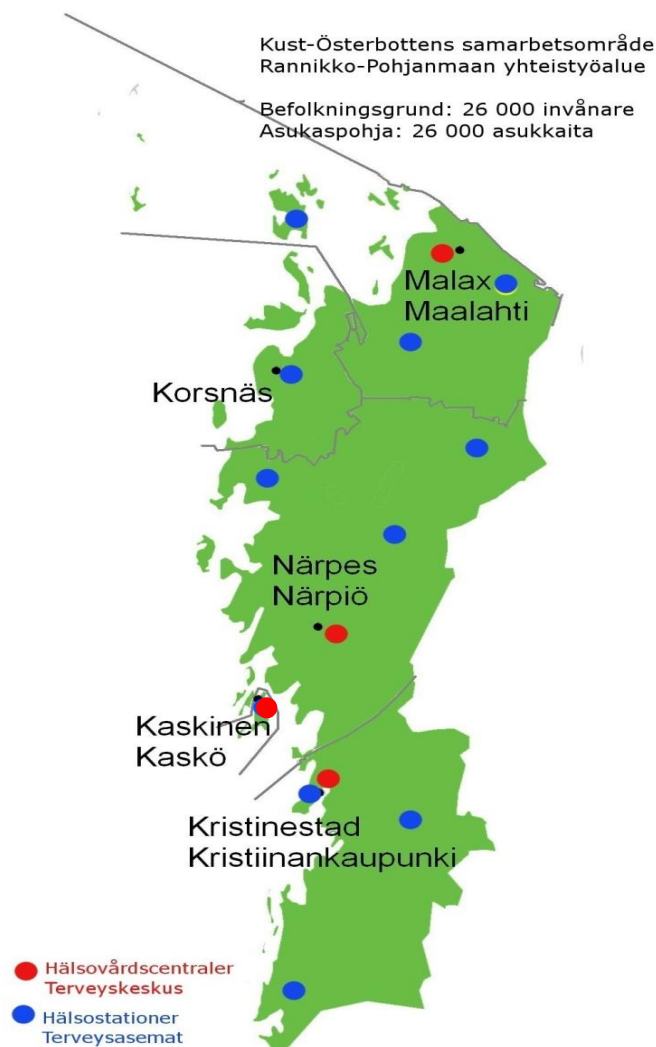 Kust-Österbottens samarbetsområde
Rannikko-Pohjanmaan yhteistyöalue
Befolkningsgrund: 26 000 invånare
Asukaspohja: 26 000 asukkaita
Malax
Maalahti
Korsnäs
Närpes
Närpiö
Kaskinen
Kaskö
Kristinestad
Kristiinankaupunki
Hälsovårdscentraler
Terveyskeskus
Hälsostationer
Terveysasemat